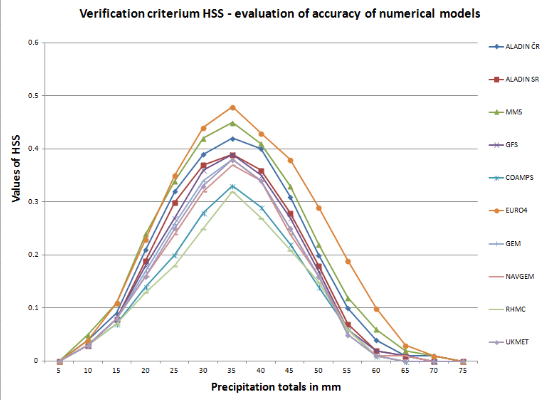 Verification criterium HSS - evaluation of accuracy of numerical models
Values of HSS
0.6
0.5
0.4
0.3
0.2
0.1
0
5 10 15 20 25 30 35 40 45 50 55 60 65 70 75
Precipitation totals in mm
ALADIN ČR
ALADIN SR
MM5
GFS
COAMPS
EURO4
GEM
NAVGEM
RHMC
UKMET